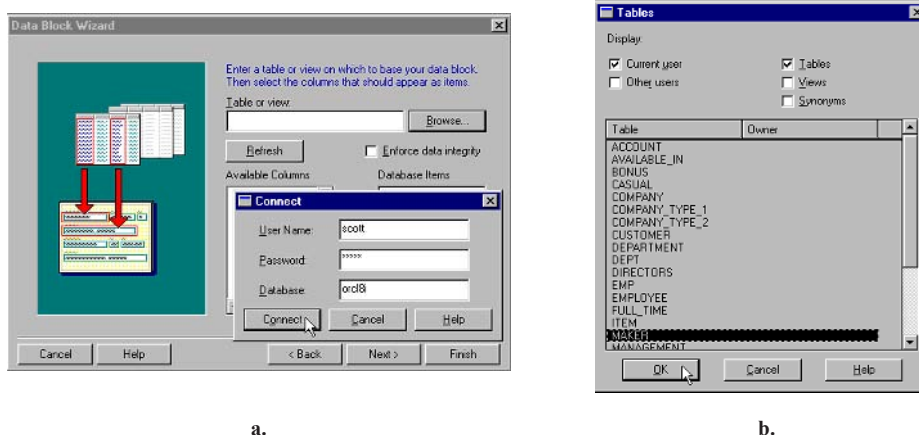 Data Block Wizard
Enter a table or view on which to base your data block.
Then select the columns that should appear as items.
Table or view:
Browse...
Refresh
Enforce data integrity
Available Columns
Database Items
Connect
User Name:
scott
Password:
*****
Database:
orcl8i
Connect
Cancel
Help
Cancel
Help
< Back
Next >
Finish
a.
Tables
Display:
Current user
Tables
Other users
Views
Synonyms
Table
Owner
ACCOUNT
AVAILABLE_IN
BONUS
CASUAL
COMPANY
COMPANY_TYPE_1
COMPANY_TYPE_2
CUSTOMER
DEPARTMENT
DEPT
DIRECTORS
EMP
EMPLOYEE
FULL_TIME
ITEM
MAKER
MANAGEMENT
OK
Cancel
Help
b.